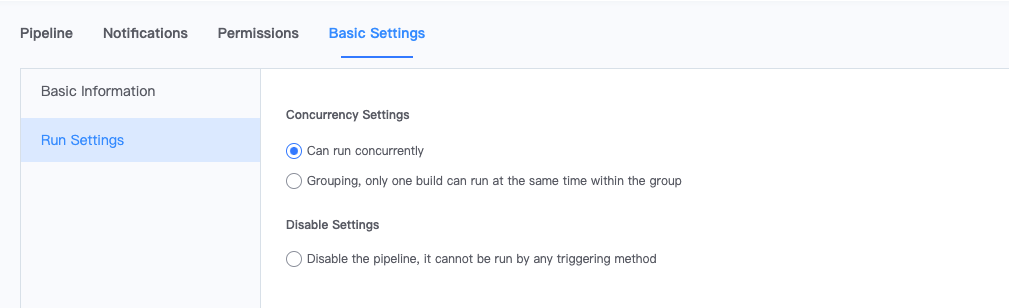 Pipeline Notifications Permissions Basic Settings
Basic Information
Run Settings
Concurrency Settings
Can run concurrently
Grouping, only one build can run at the same time within the group
Disable Settings
Disable the pipeline, it cannot be run by any triggering method